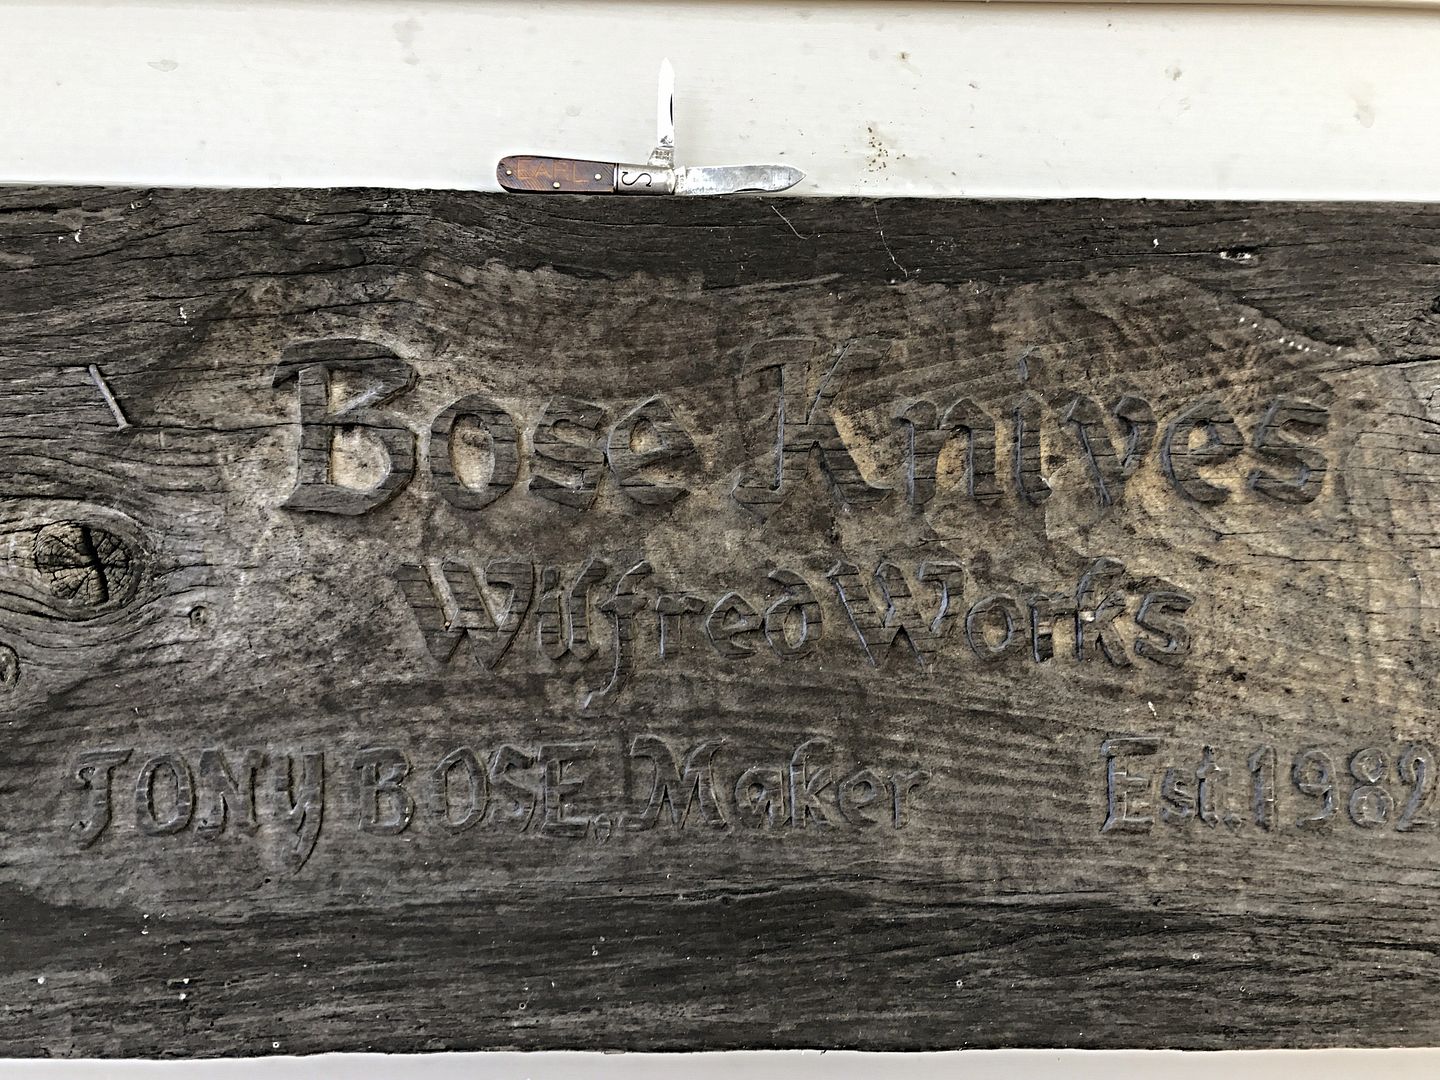 EARL
S
Bose Knives
Wilfred Works
TONY BOSE, Maker Est. 1982